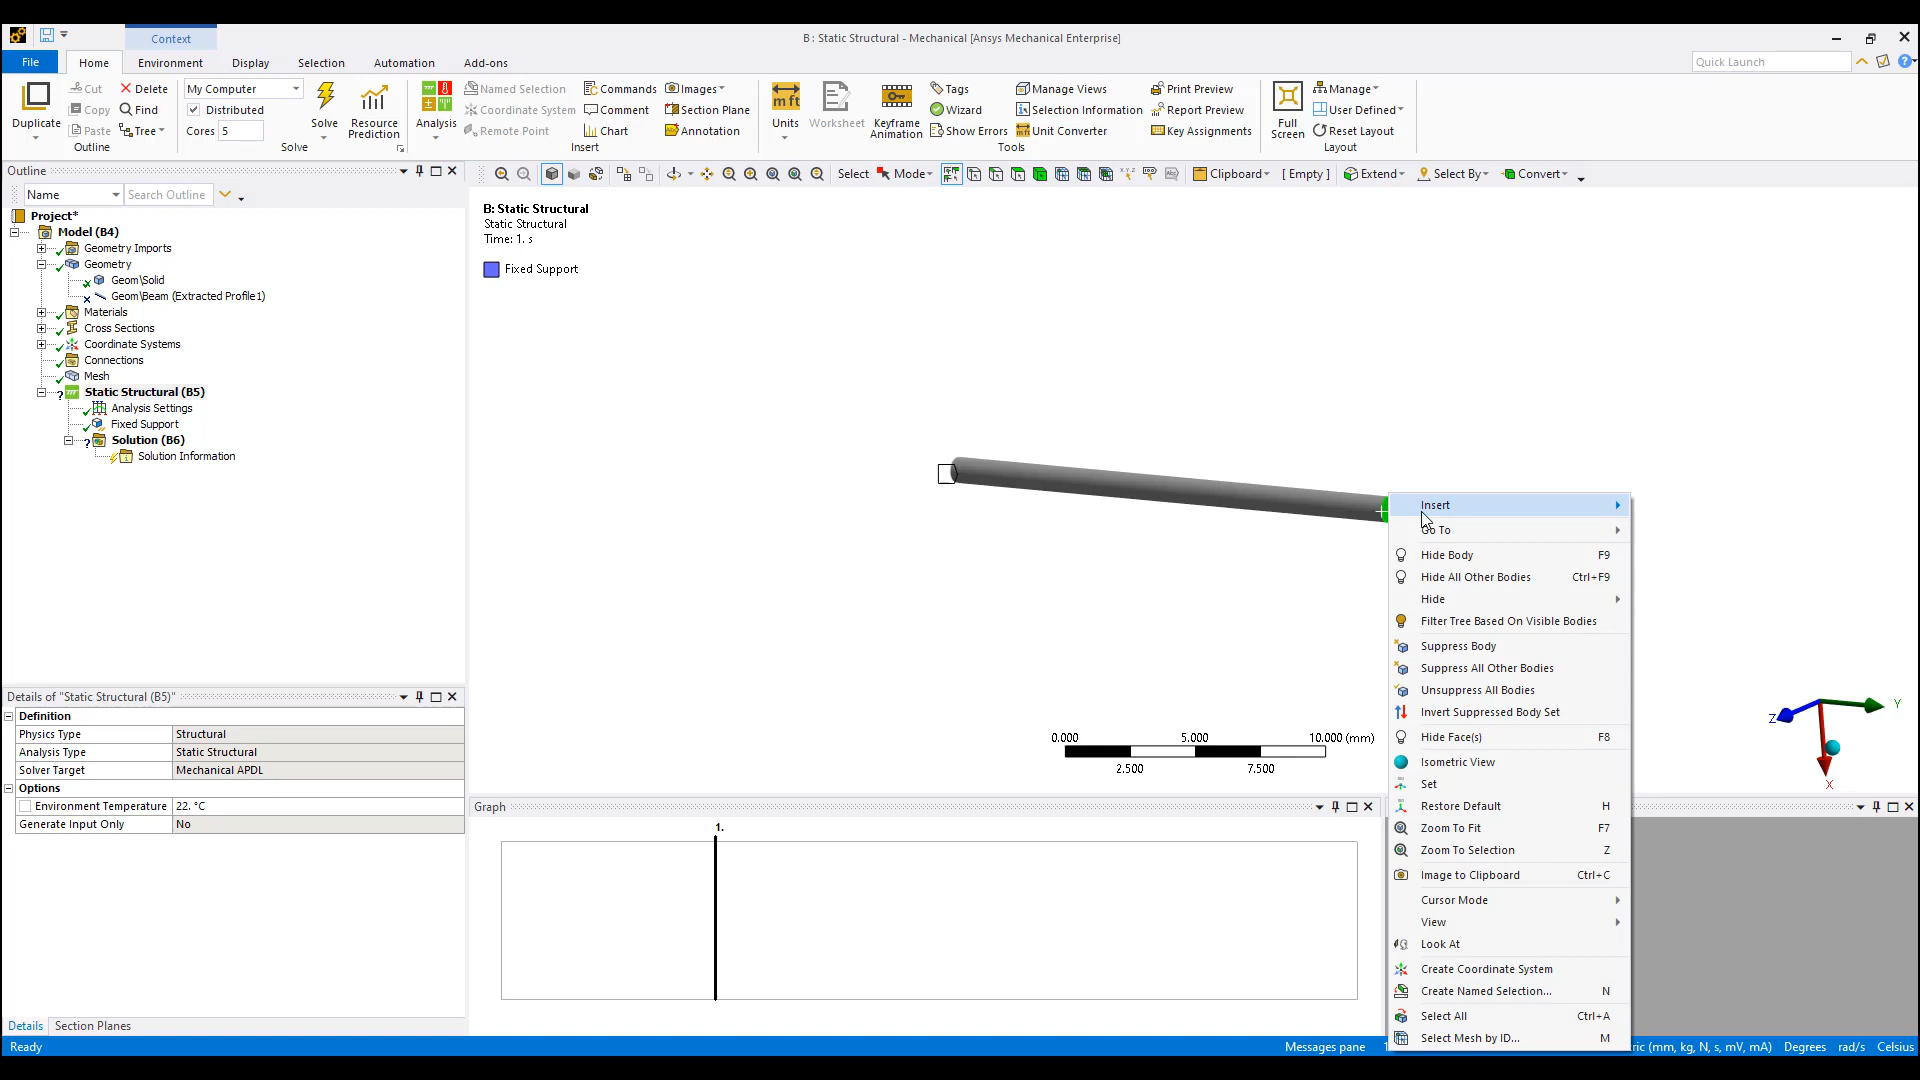 Context
B : Static Structural - Mechanical [Ansys Mechanical Enterprise]
File Home Environment Display Selection Automation Add-ons
Quick Launch
Duplicate
Cut
Copy
Paste
Delete
Find
Tree
Outline
My Computer
Distributed
Cores 5
Solve
Resource Prediction
Solve
Analysis
Named Selection
Coordinate System
Remote Point
Commands
Comment
Chart
Images
Section Plane
Annotation
Insert
Units
Worksheet
Keyframe Animation
Tags
Wizard
Show Errors
Manage Views
Selection Information
Unit Converter
Print Preview
Report Preview
Key Assignments
Tools
Full Screen
Manage
User Defined
Reset Layout
Layout
Outline
Name Search Outline
Select Mode Clipboard [ Empty ] Extend Select By Convert
Project*
Model (B4)
Geometry Imports
Geometry
Geom\Solid
Geom\Beam (Extracted Profile1)
Materials
Cross Sections
Coordinate Systems
Connections
Mesh
Static Structural (B5)
Analysis Settings
Fixed Support
Solution (B6)
Solution Information
B: Static Structural
Static Structural
Time: 1. s
Fixed Support
0.000 5.000 10.000 (mm)
2.500 7.500
Z Y
X
Insert
Go To
Hide Body F9
Hide All Other Bodies Ctrl+F9
Hide
Filter Tree Based On Visible Bodies
Suppress Body
Suppress All Other Bodies
Unsuppress All Bodies
Invert Suppressed Body Set
Hide Face(s) F8
Isometric View
Set
Restore Default H
Zoom To Fit F7
Zoom To Selection Z
Image to Clipboard Ctrl+C
Cursor Mode
View
Look At
Create Coordinate System
Create Named Selection... N
Select All Ctrl+A
Select Mesh by ID... M
Details of "Static Structural (B5)"
Definition
Physics Type Structural
Analysis Type Static Structural
Solver Target Mechanical APDL
Options
Environment Temperature 22. °C
Generate Input Only No
Details Section Planes
Graph
1.
Ready
Messages pane
(mm, kg, N, s, mV, mA) Degrees rad/s Celsius